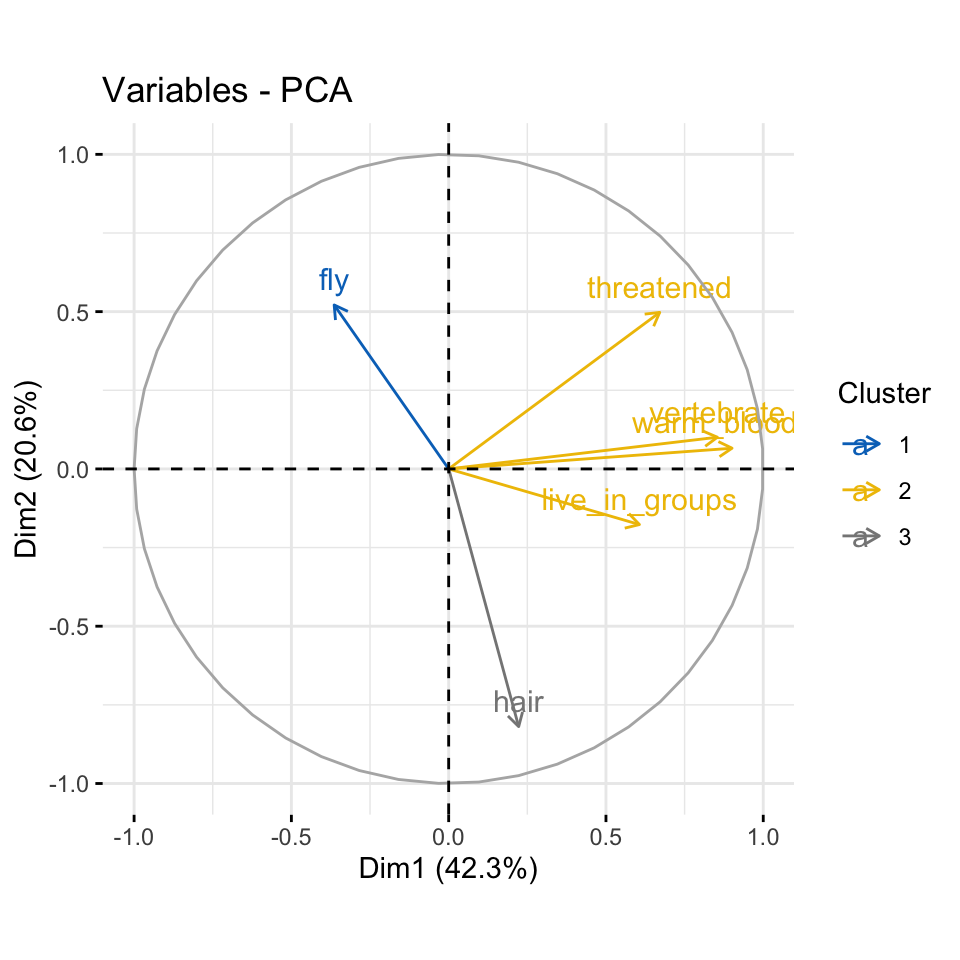 Variables - PCA
1.0
0.5
0.0
-0.5
-1.0
Dim2 (20.6%)
fly
threatened
vertebrate
warm_blood
live_in_groups
hair
-1.0
-0.5
0.0
0.5
1.0
Dim1 (42.3%)
Cluster
a 1
a 2
a 3